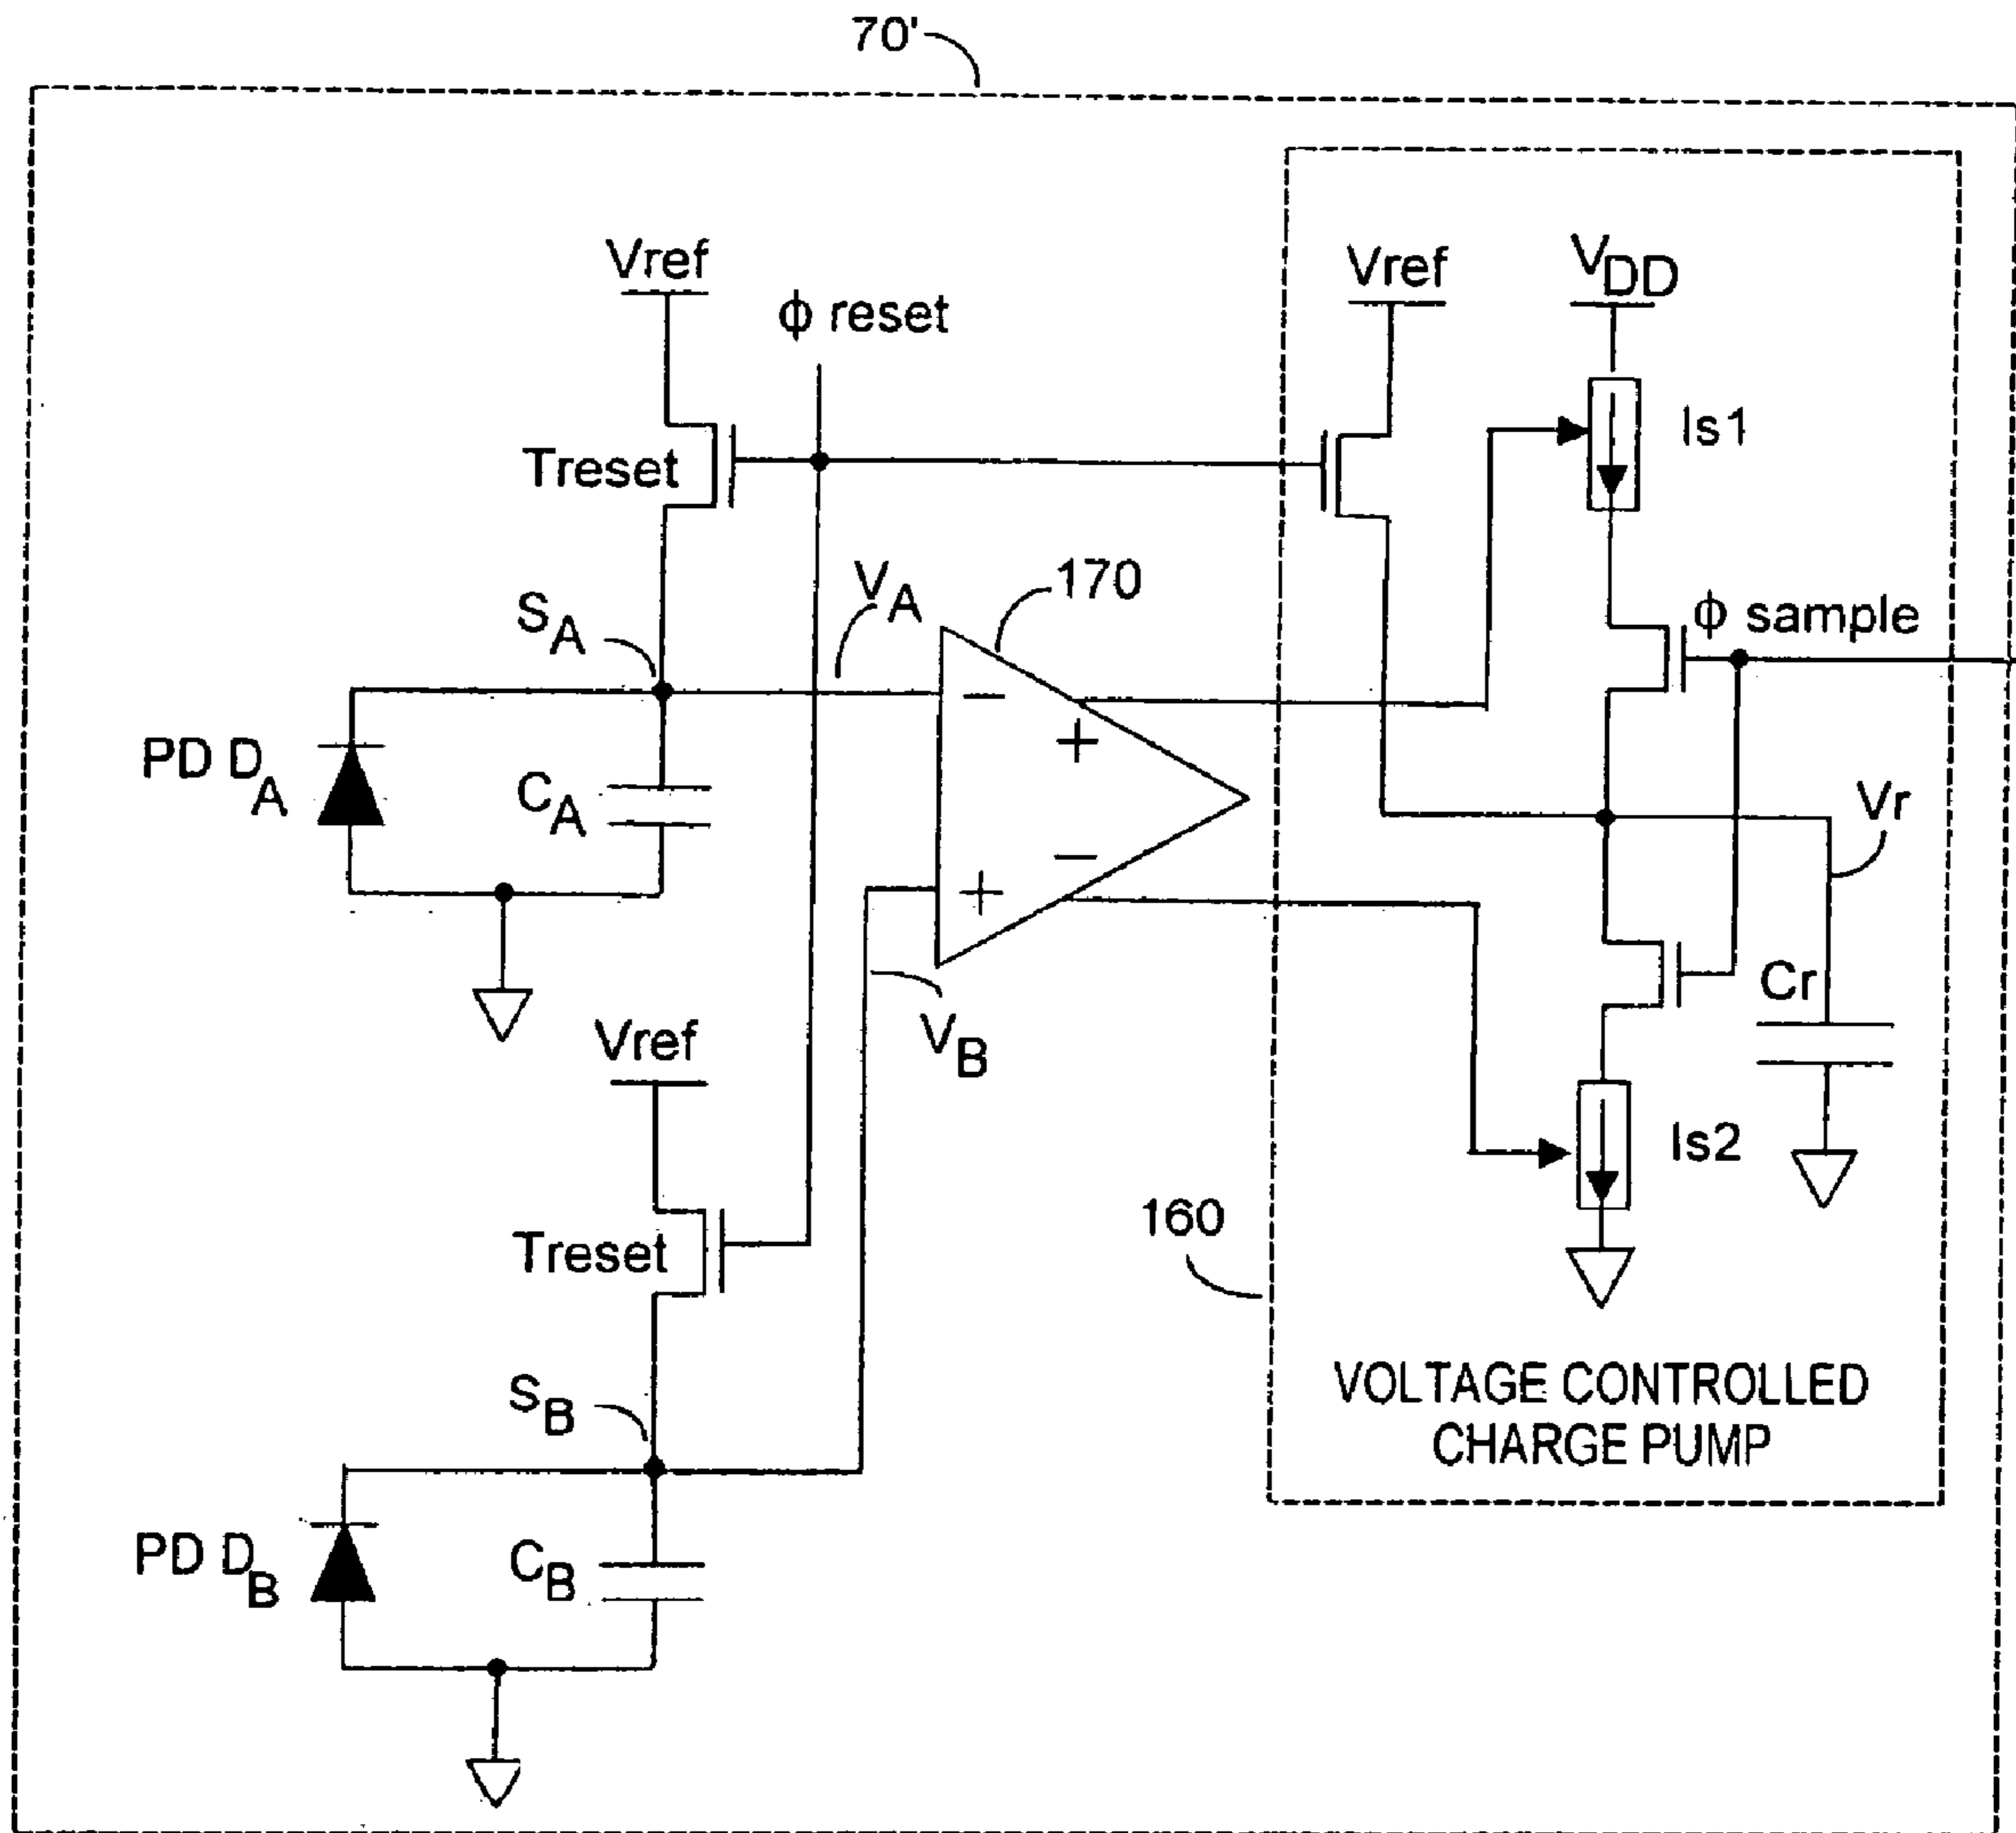 70'
Vref
ϕ reset
Vref
VDD
Treset
Is1
SA
VA
170
ϕ sample
PD DA
CA
−
+
−
+
Vr
Vref
VB
Cr
Is2
Treset
160
SB
VOLTAGE CONTROLLED
CHARGE PUMP
PD DB
CB